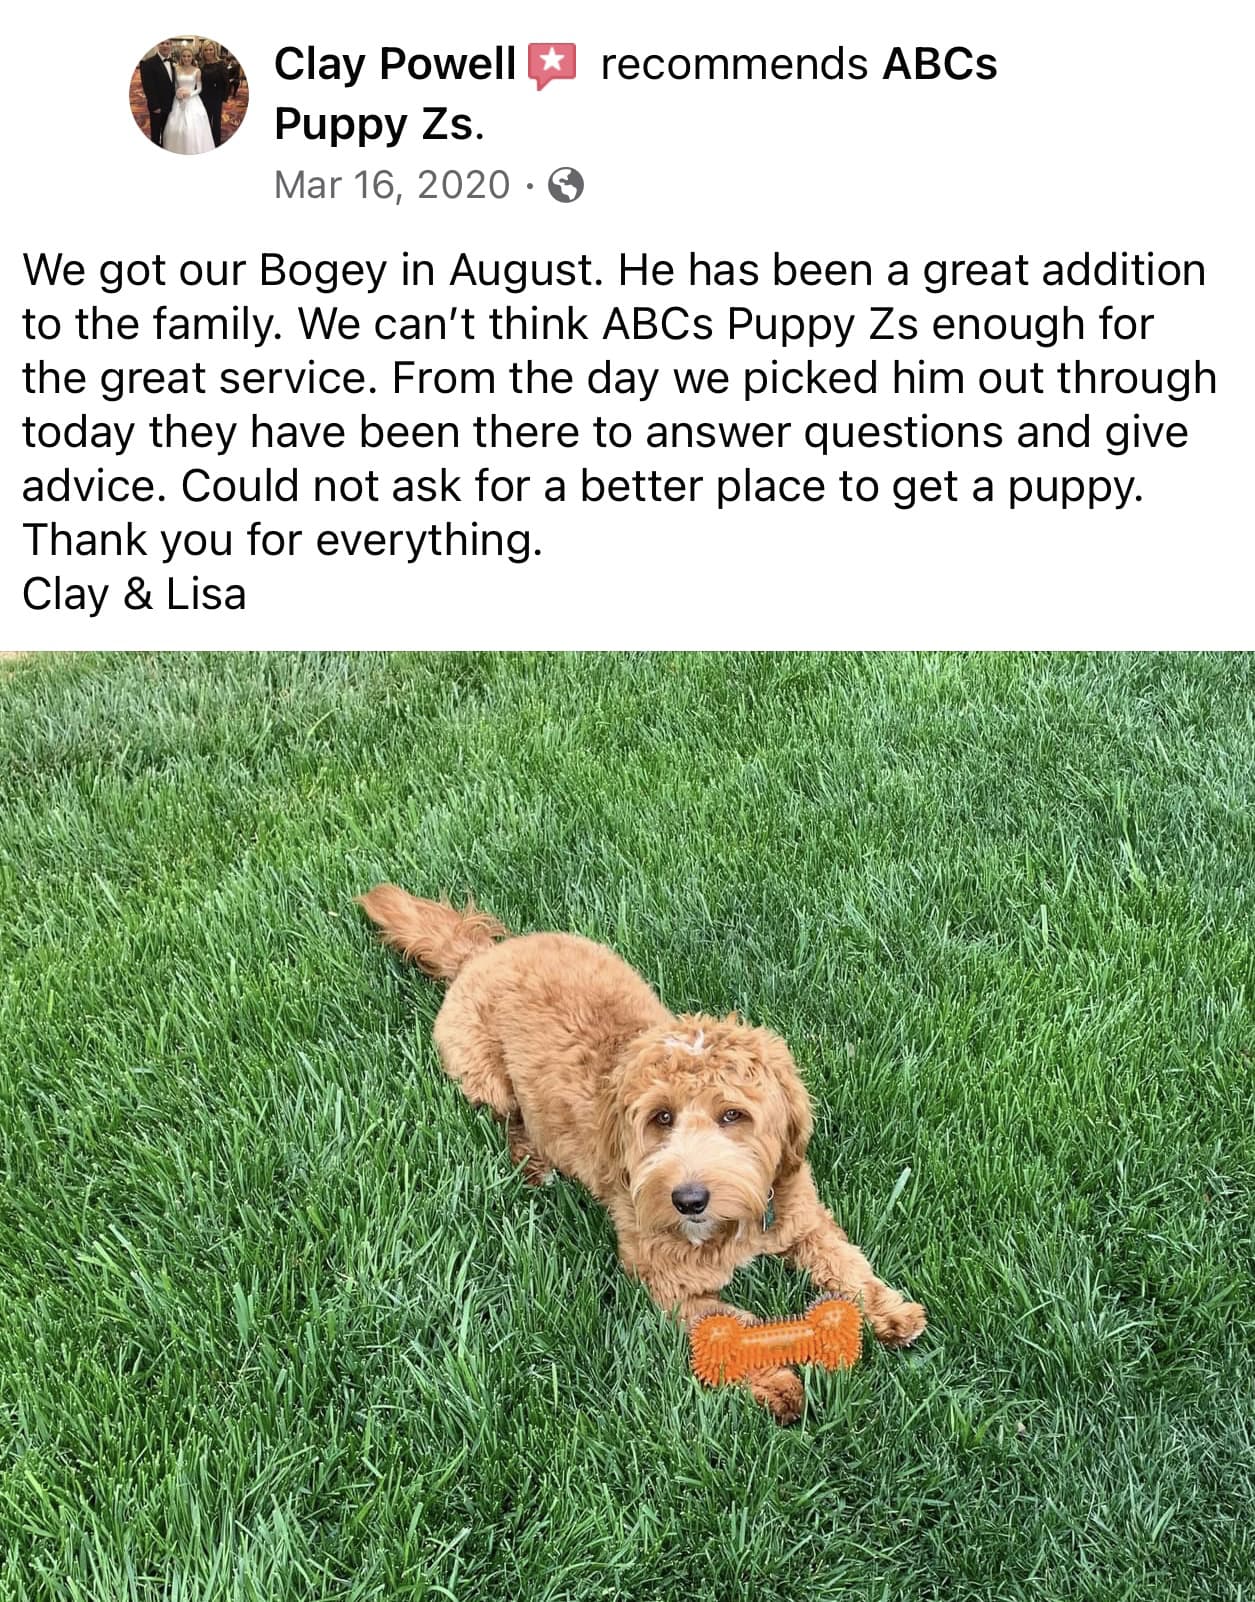 Clay Powell recommends ABCs
Puppy Zs.
Mar 16, 2020 ·
We got our Bogey in August. He has been a great addition
to the family. We can't think ABCs Puppy Zs enough for
the great service. From the day we picked him out through
today they have been there to answer questions and give
advice. Could not ask for a better place to get a puppy.
Thank you for everything.
Clay & Lisa